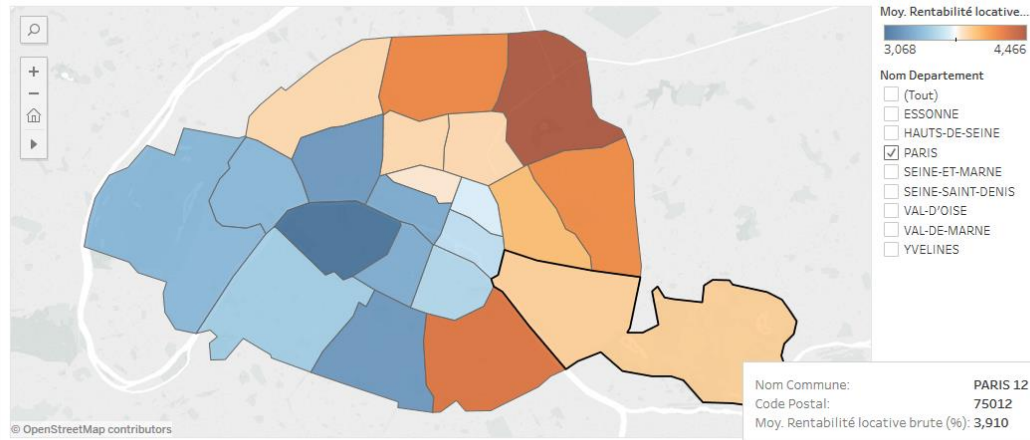 Moy. Rentabilité locative...
3,068 4,466
Nom Departement
(Tout)
ESSONNE
HAUTS-DE-SEINE
PARIS
SEINE-ET-MARNE
SEINE-SAINT-DENIS
VAL-D'OISE
VAL-DE-MARNE
YVELINES
Nom Commune: PARIS 12
Code Postal: 75012
Moy. Rentabilité locative brute (%): 3,910
© OpenStreetMap contributors